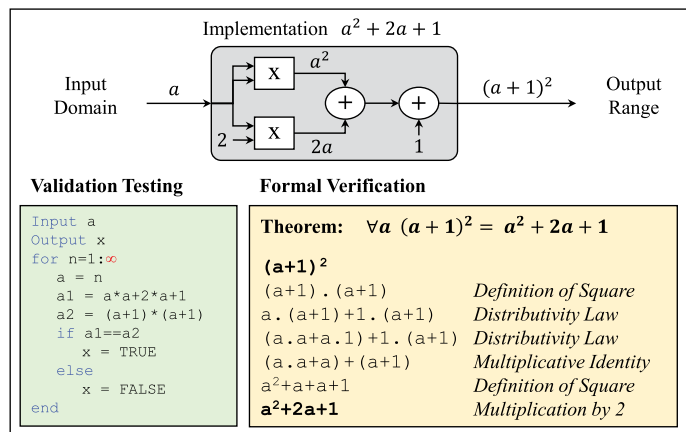 Implementation a² + 2a + 1
Input
Domain
a
x
a²
x
2
2a
+
+
1
(a + 1)²
Output
Range
Validation Testing
Input a
Output x
for n=1:∞
a = n
a1 = a*a+2*a+1
a2 = (a+1)*(a+1)
if a1==a2
x = TRUE
else
x = FALSE
end
Formal Verification
Theorem: ∀a (a + 1)² = a² + 2a + 1
(a+1)²
(a+1).(a+1) Definition of Square
a.(a+1)+1.(a+1) Distributivity Law
(a.a+a.1)+1.(a+1) Distributivity Law
(a.a+a)+(a+1) Multiplicative Identity
a²+a+a+1 Definition of Square
a²+2a+1 Multiplication by 2